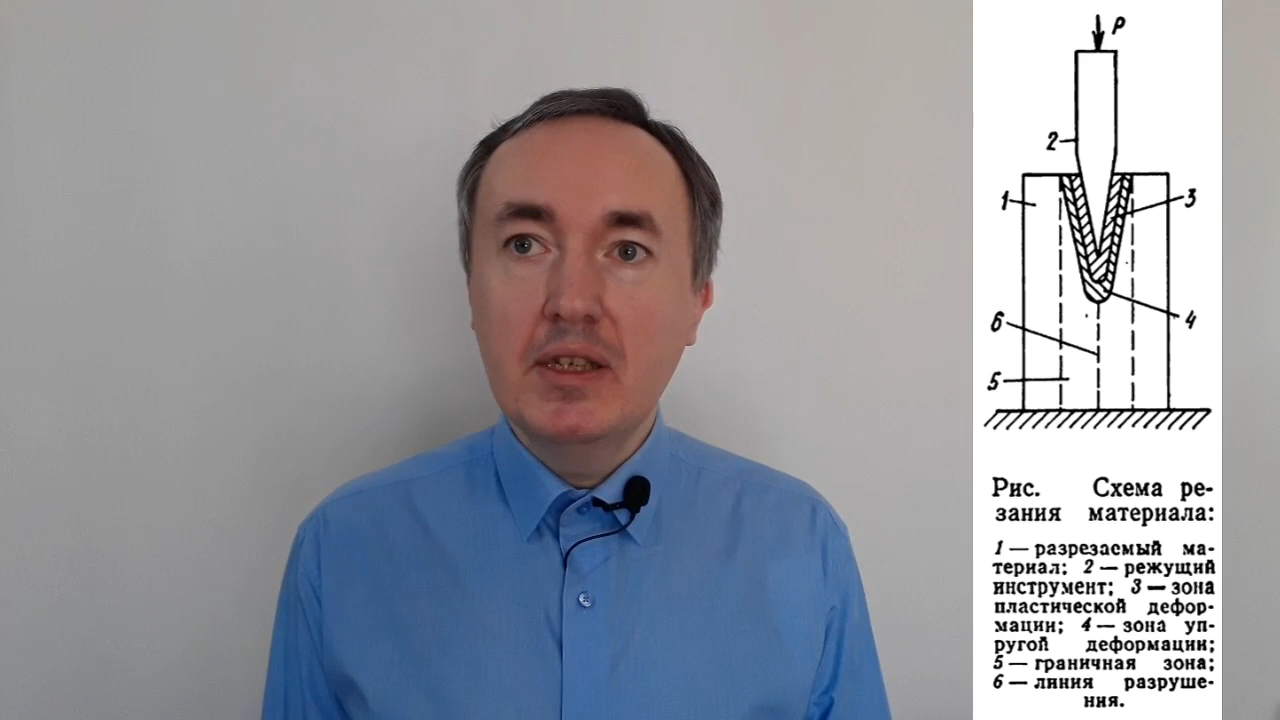 P
2
1
3
6
4
5
Рис. Схема ре-
зания материала:
1 — разрезаемый ма-
териал; 2 — режущий
инструмент; 3 — зона
пластической дефор-
мации; 4 — зона уп-
ругой деформации;
5 — граничная зона;
6 — линия разруше-
ния.